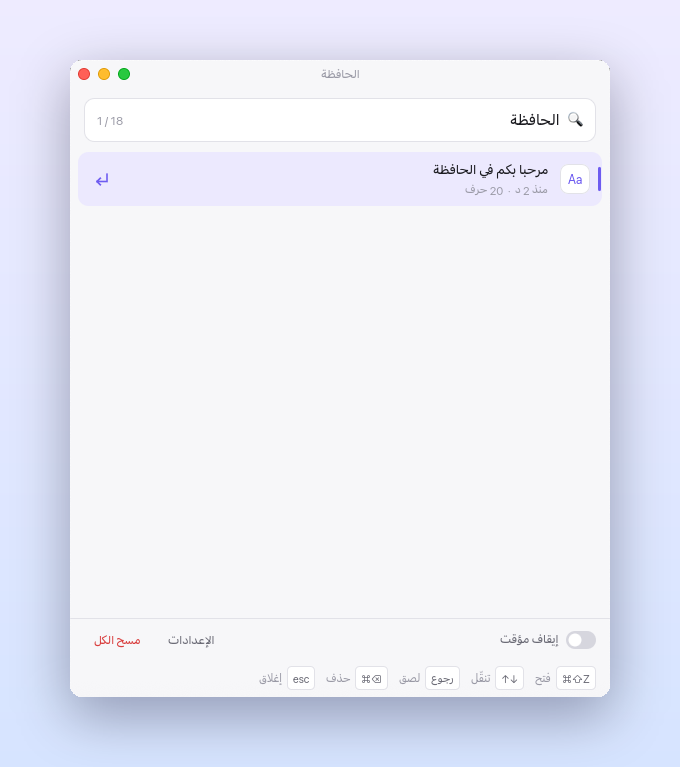 الحافظة
الحافظة 1 / 18
Aa مرحبا بكم في الحافظة
منذ 2 د · 20 حرف
إيقاف مؤقت الإعدادات مسح الكل
⌘⇧Z فتح ↑↓ تنقّل رجوع لصق ⌘⌫ حذف esc إغلاق